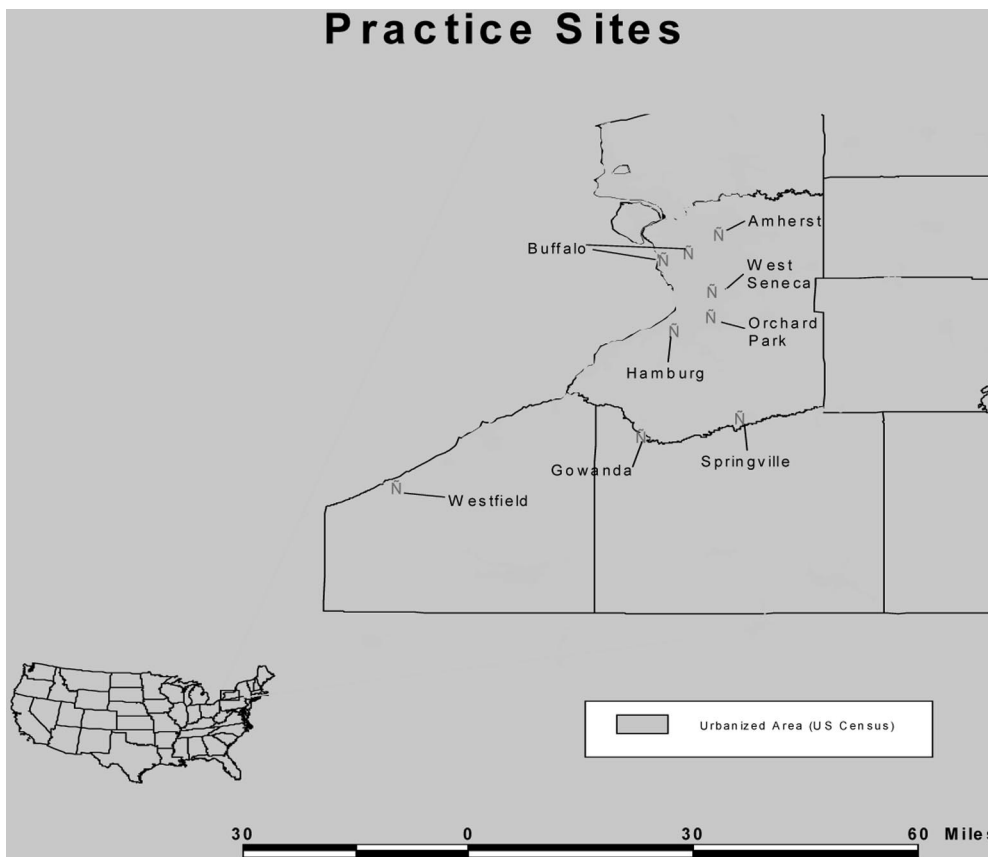 Practice Sites
Amherst
Buffalo
Ñ
Ñ
Ñ
West
Seneca
Ñ
Ñ
Orchard
Park
Ñ
Hamburg
Ñ
Ñ
Gowanda
Springville
Ñ
Westfield
Urbanized Area (US Census)
30 0 30 60 Miles